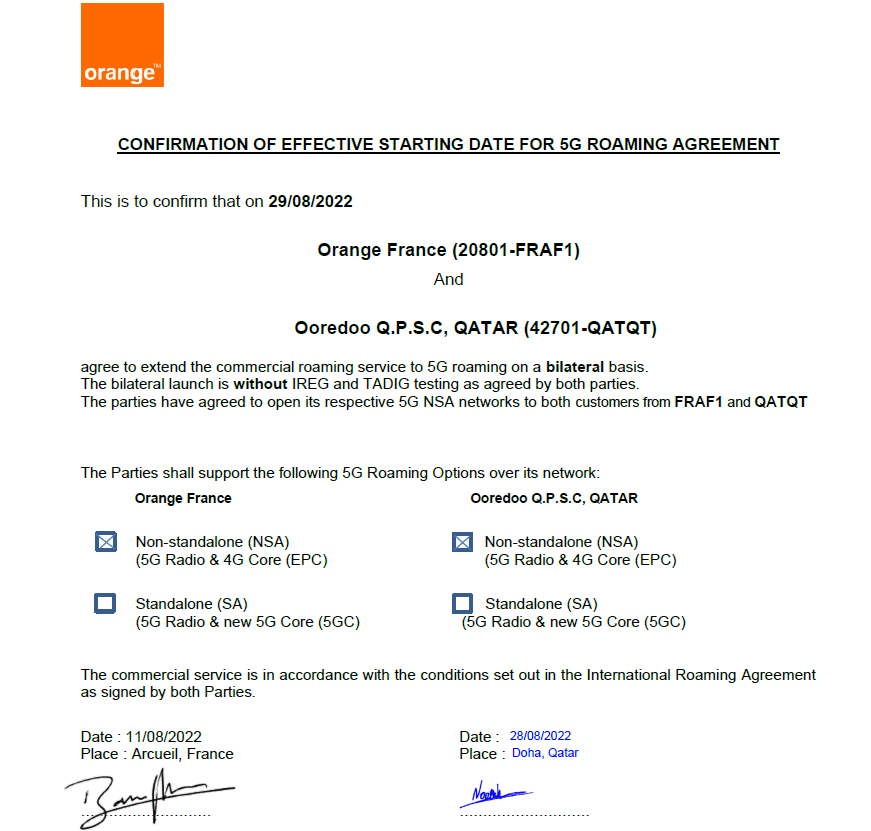 orange™
CONFIRMATION OF EFFECTIVE STARTING DATE FOR 5G ROAMING AGREEMENT
This is to confirm that on 29/08/2022
Orange France (20801-FRAF1)
And
Ooredoo Q.P.S.C, QATAR (42701-QATQT)
agree to extend the commercial roaming service to 5G roaming on a bilateral basis.
The bilateral launch is without IREG and TADIG testing as agreed by both parties.
The parties have agreed to open its respective 5G NSA networks to both customers from FRAF1 and QATQT
The Parties shall support the following 5G Roaming Options over its network:
Orange France Ooredoo Q.P.S.C, QATAR
Non-standalone (NSA) Non-standalone (NSA)
(5G Radio & 4G Core (EPC) (5G Radio & 4G Core (EPC)
Standalone (SA) Standalone (SA)
(5G Radio & new 5G Core (5GC) (5G Radio & new 5G Core (5GC)
The commercial service is in accordance with the conditions set out in the International Roaming Agreement
as signed by both Parties.
Date : 11/08/2022 Date : 28/08/2022
Place : Arcueil, France Place : Doha, Qatar